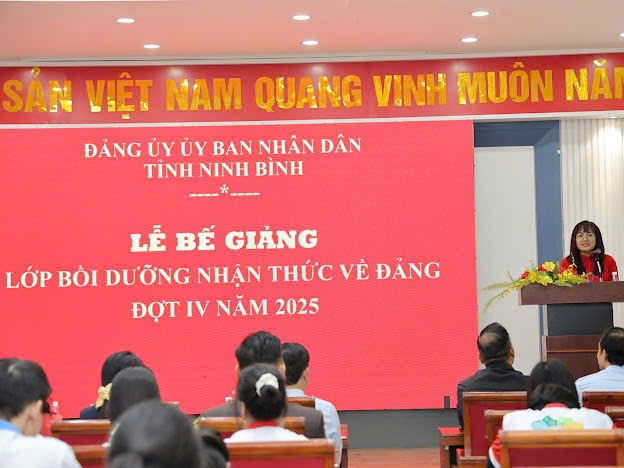 SẢN VIỆT NAM QUANG VINH MUÔN NĂM
ĐẢNG ỦY ỦY BAN NHÂN DÂN
TỈNH NINH BÌNH
----*----
LỄ BẾ GIẢNG
LỚP BỒI DƯỠNG NHẬN THỨC VỀ ĐẢNG
ĐỢT IV NĂM 2025